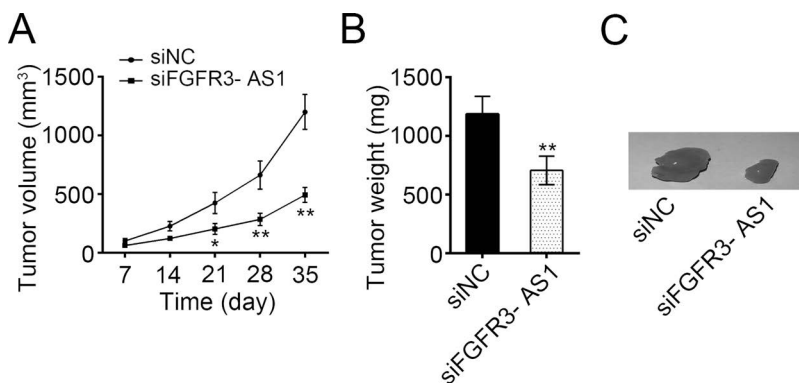 A
siNC
siFGFR3- AS1
Tumor volume (mm³)
1500
1000
500
0
*
**
**
7 14 21 28 35
Time (day)
B
Tumor weight (mg)
1500
1000
500
0
**
siNC
siFGFR3- AS1
C
siNC
siFGFR3- AS1